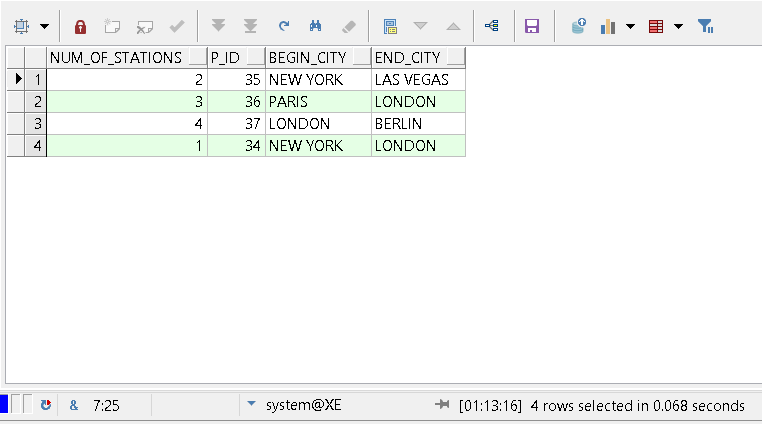 NUM_OF_STATIONS P_ID BEGIN_CITY END_CITY
1 2 35 NEW YORK LAS VEGAS
2 3 36 PARIS LONDON
3 4 37 LONDON BERLIN
4 1 34 NEW YORK LONDON
& 7:25 system@XE [01:13:16] 4 rows selected in 0.068 seconds